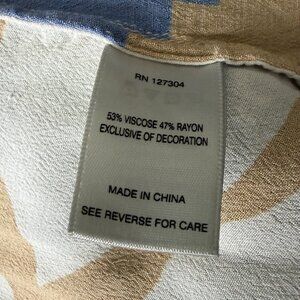 RN 127304
53% VISCOSE 47% RAYON
EXCLUSIVE OF DECORATION
MADE IN CHINA
SEE REVERSE FOR CARE